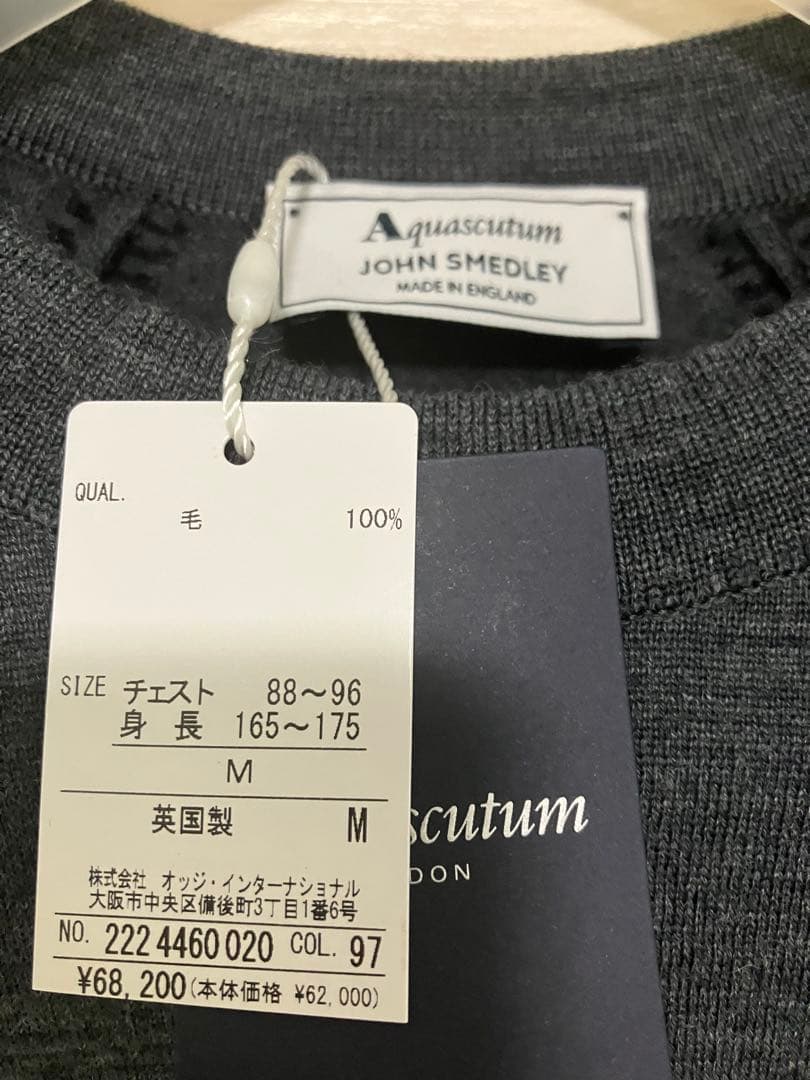 Aquascutum
JOHN SMEDLEY
MADE IN ENGLAND
QUAL.
毛 100%
SIZE チェスト 88～96
身長 165～175
M
英国製 M
株式会社 オッジ・インターナショナル
大阪市中央区備後町3丁目1番6号
NO. 222 4460 020 COL. 97
¥68,200(本体価格 ¥62,000)
scutum
DON